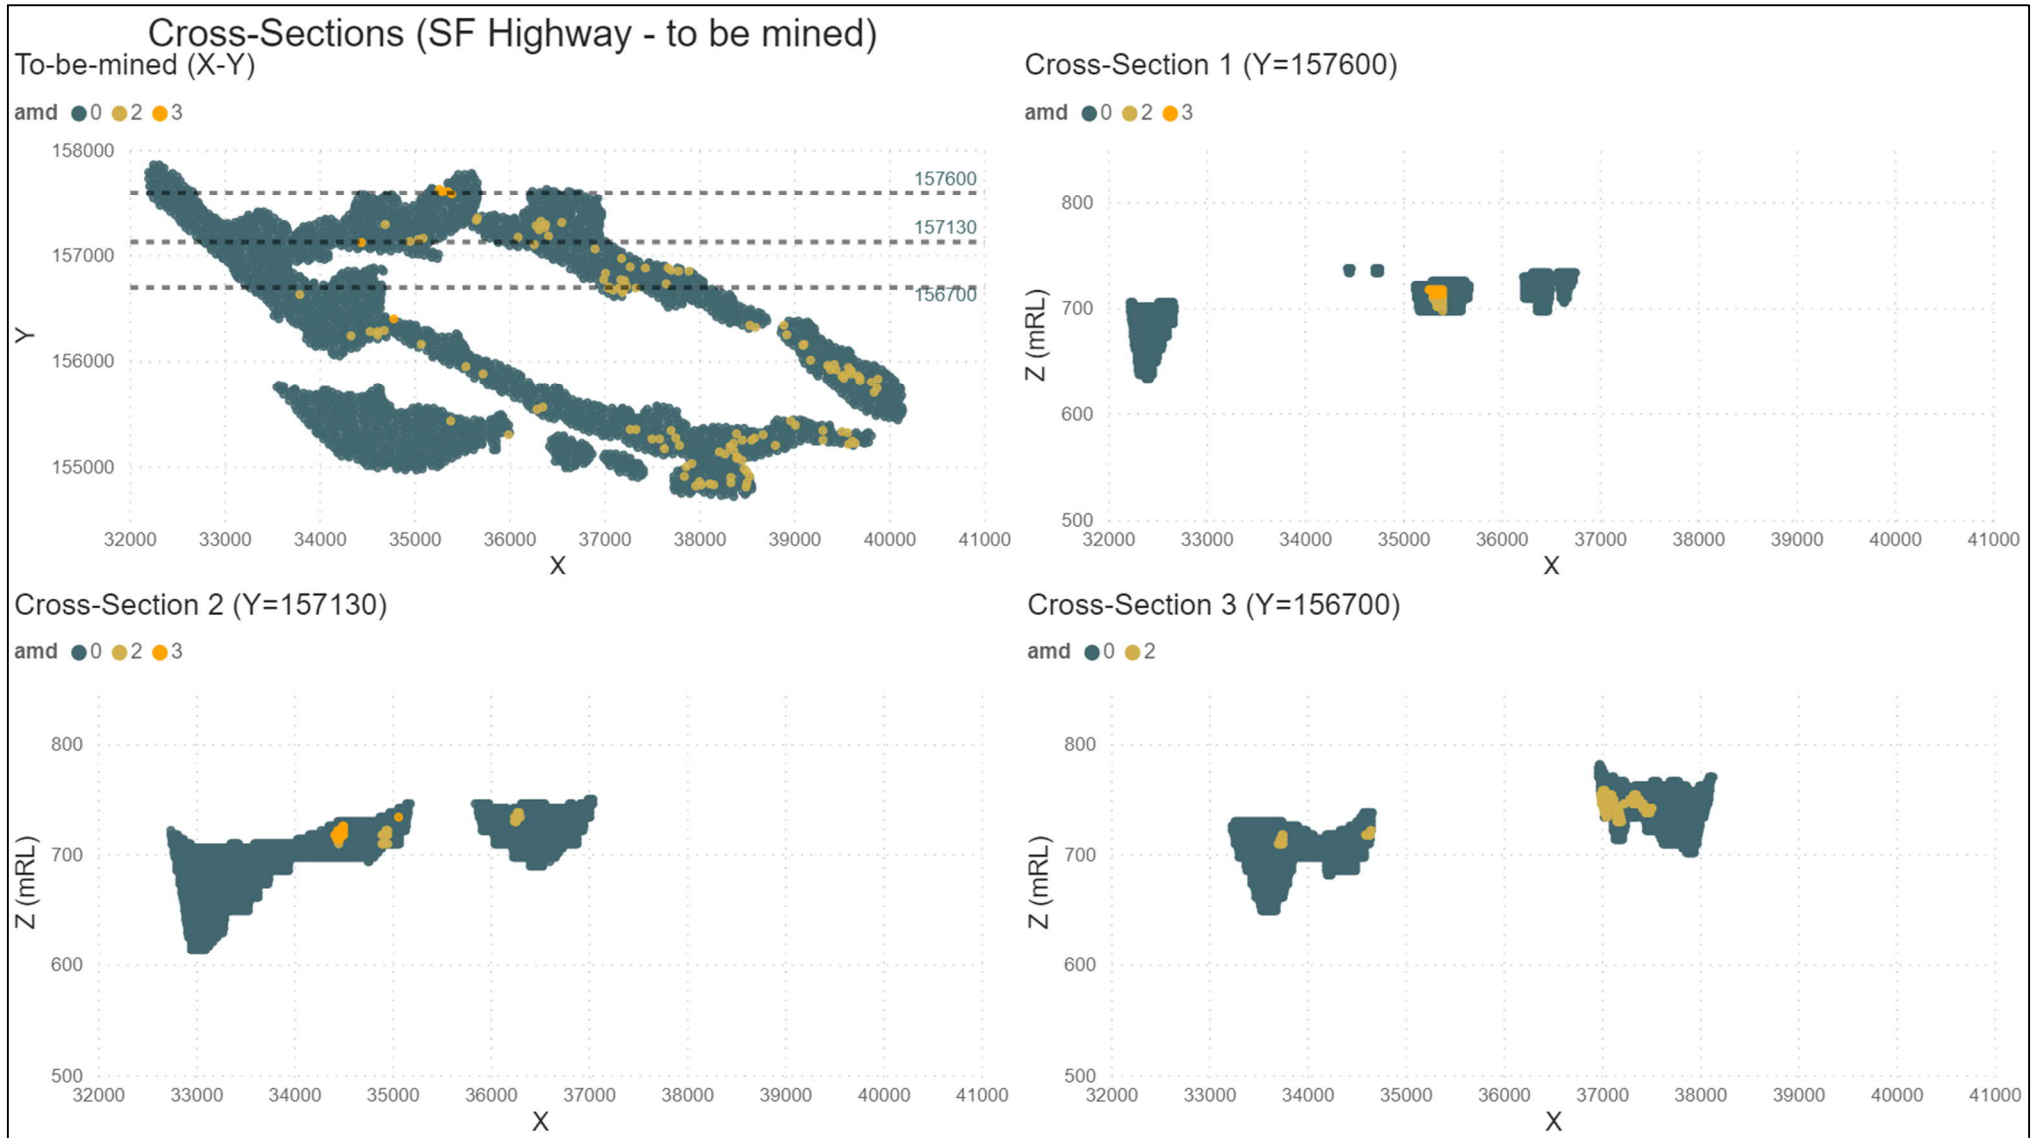 Cross-Sections (SF Highway - to be mined)
To-be-mined (X-Y)
amd 0 2 3
158000
157000
156000
155000
Y
157600
157130
156700
32000 33000 34000 35000 36000 37000 38000 39000 40000 41000
X
Cross-Section 1 (Y=157600)
amd 0 2 3
800
700
600
500
Z (mRL)
32000 33000 34000 35000 36000 37000 38000 39000 40000 41000
X
Cross-Section 2 (Y=157130)
amd 0 2 3
800
700
600
500
Z (mRL)
32000 33000 34000 35000 36000 37000 38000 39000 40000 41000
X
Cross-Section 3 (Y=156700)
amd 0 2
800
700
600
500
Z (mRL)
32000 33000 34000 35000 36000 37000 38000 39000 40000 41000
X